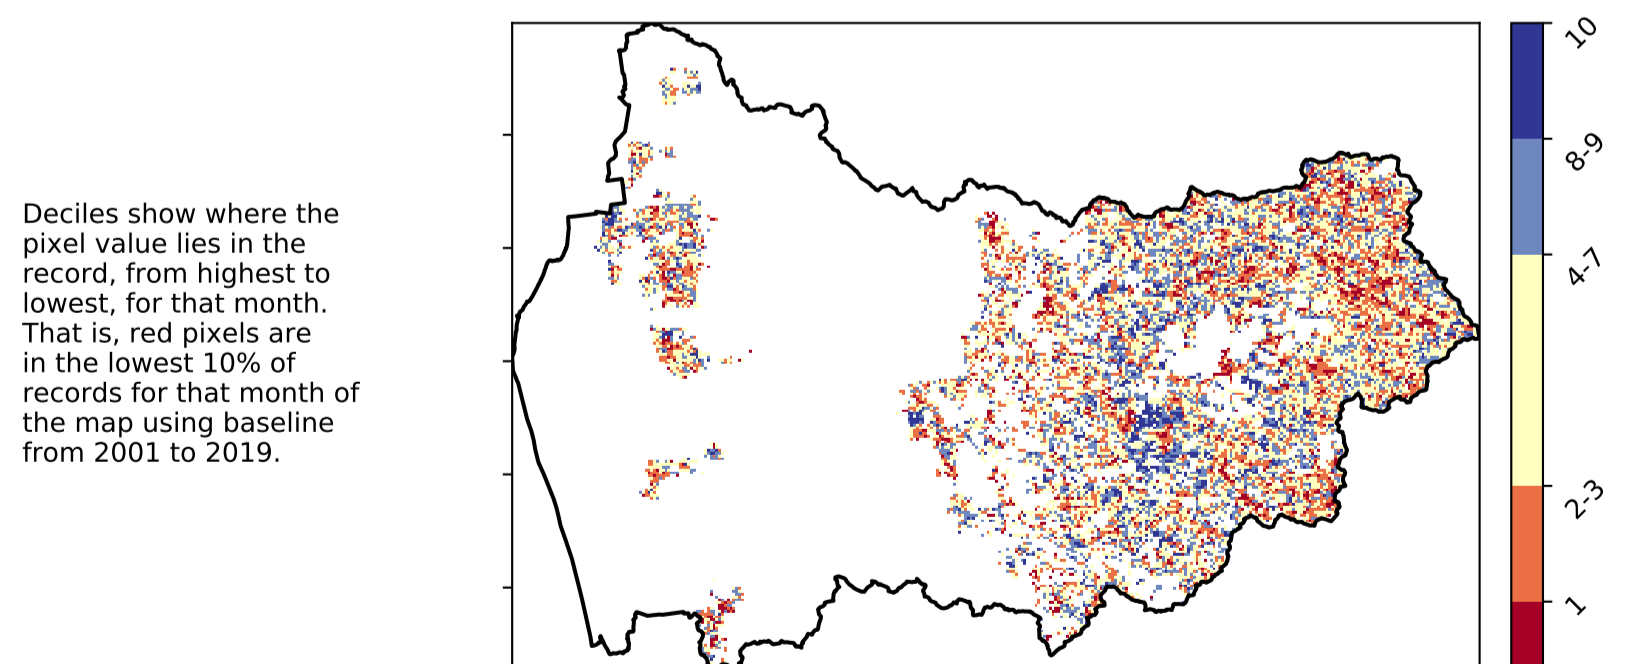 Deciles show where the
pixel value lies in the
record, from highest to
lowest, for that month.
That is, red pixels are
in the lowest 10% of
records for that month of
the map using baseline
from 2001 to 2019.
10
8-9
4-7
2-3
1